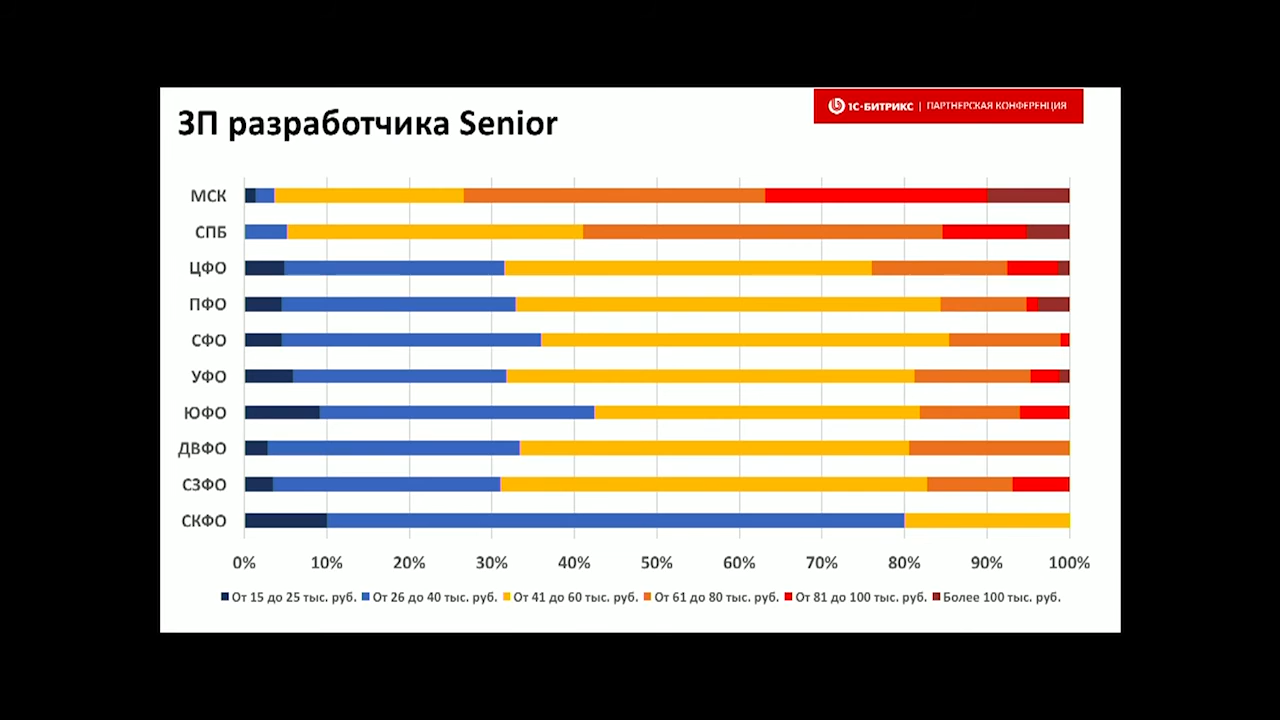 1С·БИТРИКС | ПАРТНЕРСКАЯ КОНФЕРЕНЦИЯ
ЗП разработчика Senior
МСК
СПБ
ЦФО
ПФО
СФО
УФО
ЮФО
ДВФО
СЗФО
СКФО
0% 10% 20% 30% 40% 50% 60% 70% 80% 90% 100%
От 15 до 25 тыс. руб. От 26 до 40 тыс. руб. От 41 до 60 тыс. руб. От 61 до 80 тыс. руб. От 81 до 100 тыс. руб. Более 100 тыс. руб.